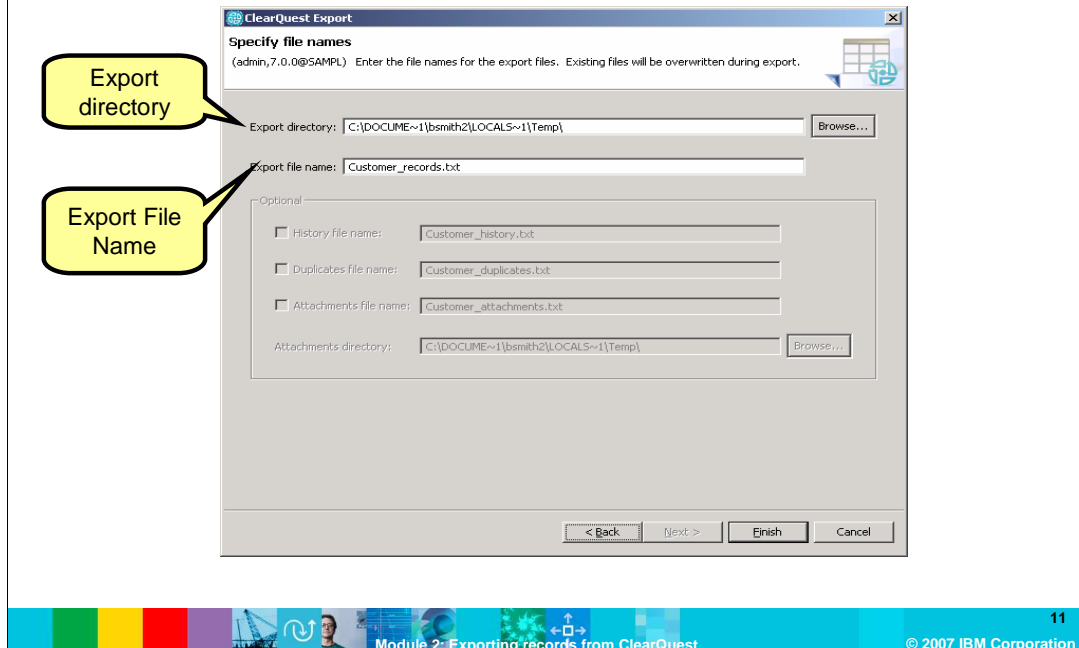 ClearQuest Export
Specify file names
(admin,7.0.0@SAMPL) Enter the file names for the export files. Existing files will be overwritten during export.
Export
directory
Export directory: C:\DOCUME~1\bsmith2\LOCALS~1\Temp\ Browse...
Export file name: Customer_records.txt
Export File
Name
Optional
History file name: Customer_history.txt
Duplicates file name: Customer_duplicates.txt
Attachments file name: Customer_attachments.txt
Attachments directory: C:\DOCUME~1\bsmith2\LOCALS~1\Temp\ Browse...
< Back Next > Finish Cancel
11
Module 2: Exporting records from ClearQuest © 2007 IBM Corporation